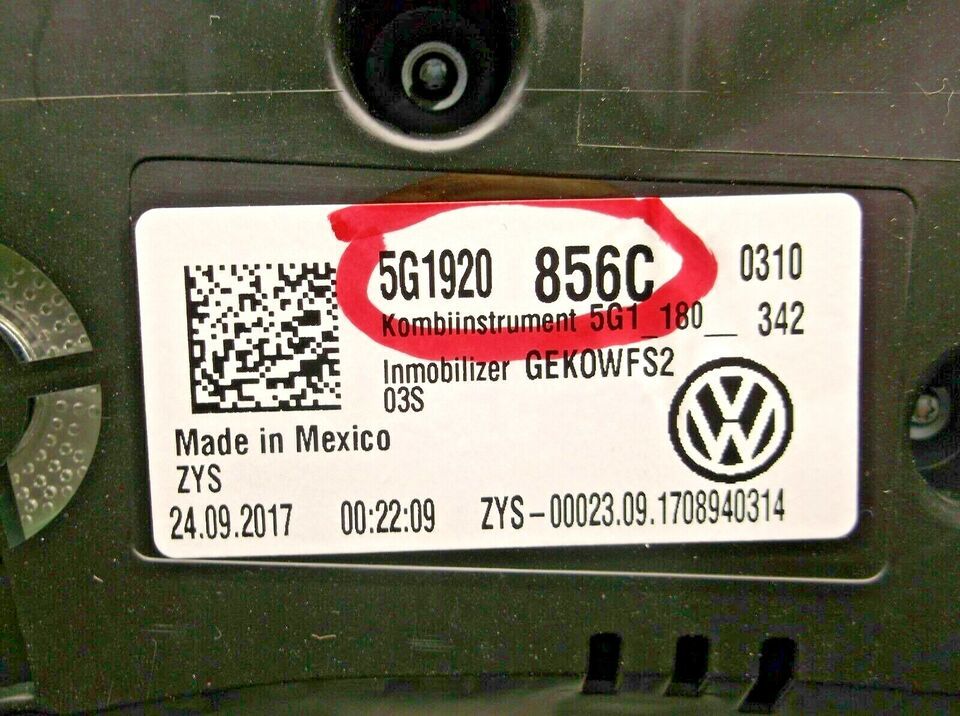 5G1920 856C 0310
Kombiinstrument 5G1_180__ 342
Immobilizer GEKOWFS2
03S
Made in Mexico
ZYS
24.09.2017 00:22:09 ZYS-00023.09.1708940314